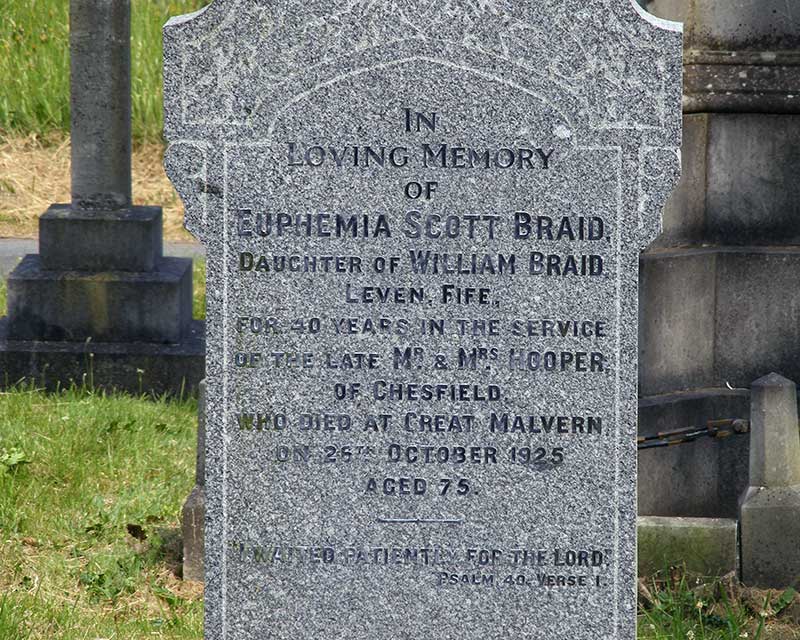 IN
LOVING MEMORY
OF
EUPHEMIA SCOTT BRAID,
DAUGHTER OF WILLIAM BRAID,
LEVEN, FIFE,
FOR 40 YEARS IN THE SERVICE
OF THE LATE MR. & MRS. HOOPER,
OF CHESFIELD,
WHO DIED AT GREAT MALVERN
ON 26TH OCTOBER 1925
AGED 75.
"I WAITED PATIENTLY FOR THE LORD"
PSALM 40, VERSE 1.